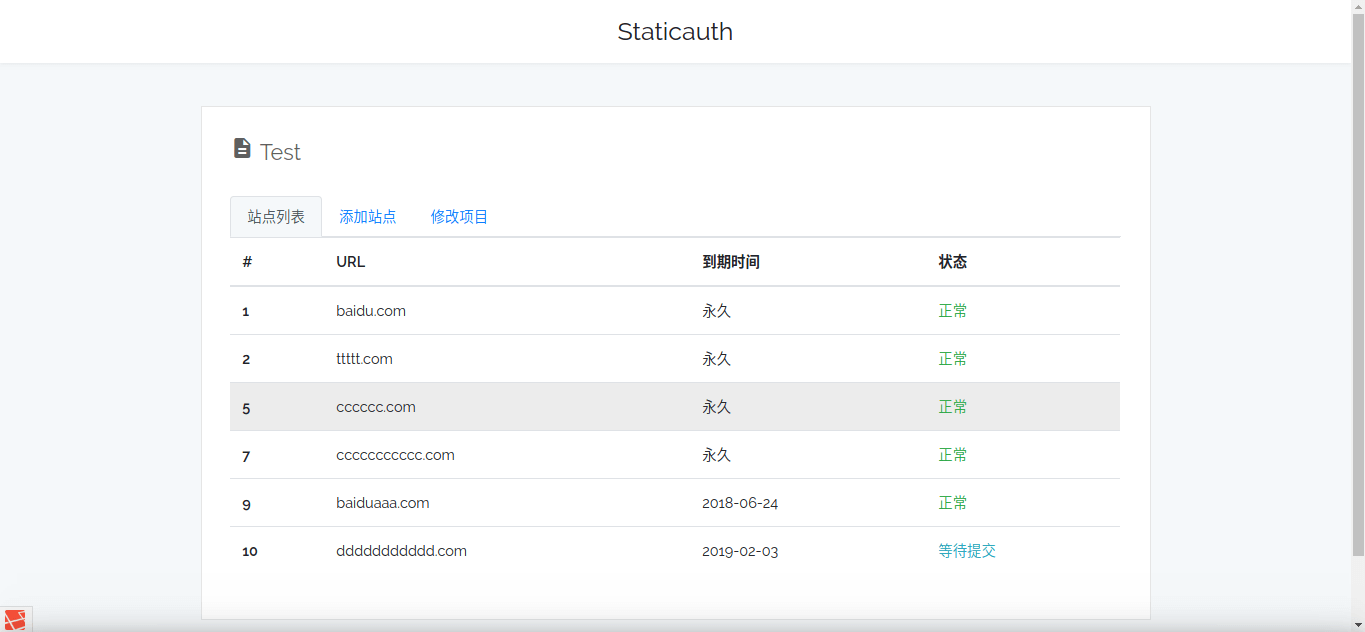 Staticauth
Test
站点列表 添加站点 修改项目
# URL 到期时间 状态
1 baidu.com 永久 正常
2 ttttt.com 永久 正常
5 cccccc.com 永久 正常
7 ccccccccccc.com 永久 正常
9 baiduaaa.com 2018-06-24 正常
10 ddddddddddd.com 2019-02-03 等待提交